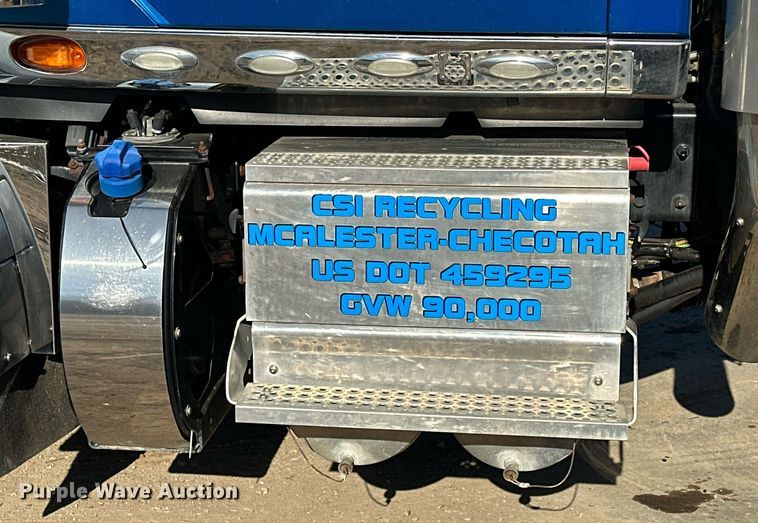 CSI RECYCLING
MCALESTER-CHECOTAH
US DOT 459295
GVW 90,000
Purple Wave Auction